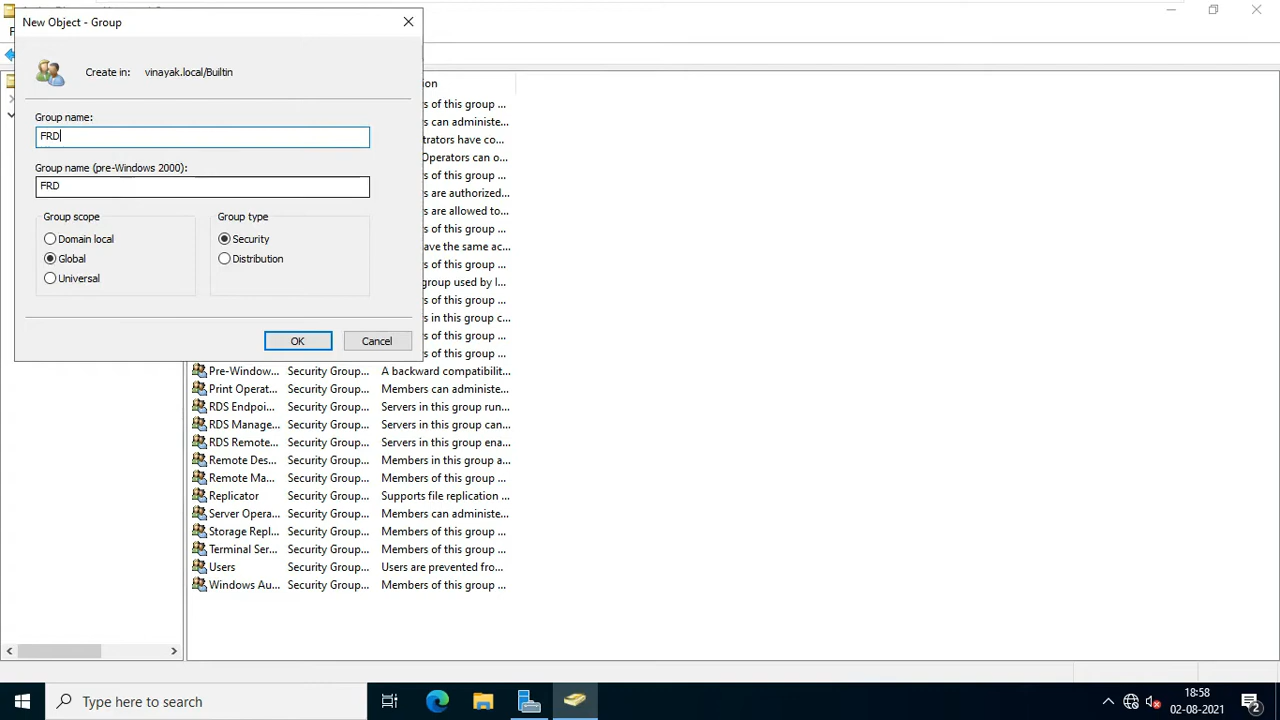 New Object - Group
Create in: vinayak.local/Builtin
Group name:
FRD
Group name (pre-Windows 2000):
FRD
Group scope
Domain local
Global
Universal
Group type
Security
Distribution
OK Cancel
ion
s of this group ...
s can administe...
trators have co...
Operators can o...
s of this group ...
s are authorized...
s are allowed to...
s of this group ...
ave the same ac...
s of this group ...
group used by I...
s of this group ...
s in this group c...
s of this group ...
s of this group ...
Pre-Window... Security Group... A backward compatibilit...
Print Operat... Security Group... Members can administe...
RDS Endpoi... Security Group... Servers in this group run...
RDS Manage... Security Group... Servers in this group can...
RDS Remote... Security Group... Servers in this group ena...
Remote Des... Security Group... Members in this group a...
Remote Ma... Security Group... Members of this group ...
Replicator Security Group... Supports file replication ...
Server Opera... Security Group... Members can administe...
Storage Repl... Security Group... Members of this group ...
Terminal Ser... Security Group... Members of this group ...
Users Security Group... Users are prevented fro...
Windows Au... Security Group... Members of this group ...
Type here to search
18:58
02-08-2021
2